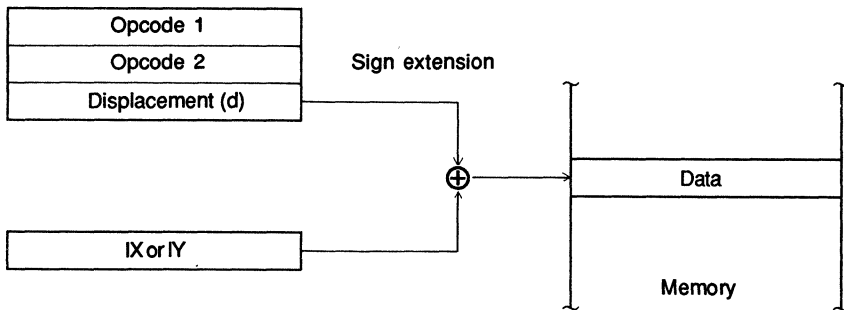 Opcode 1
Opcode 2
Sign extension
Displacement (d)
Data
IX or IY
Memory